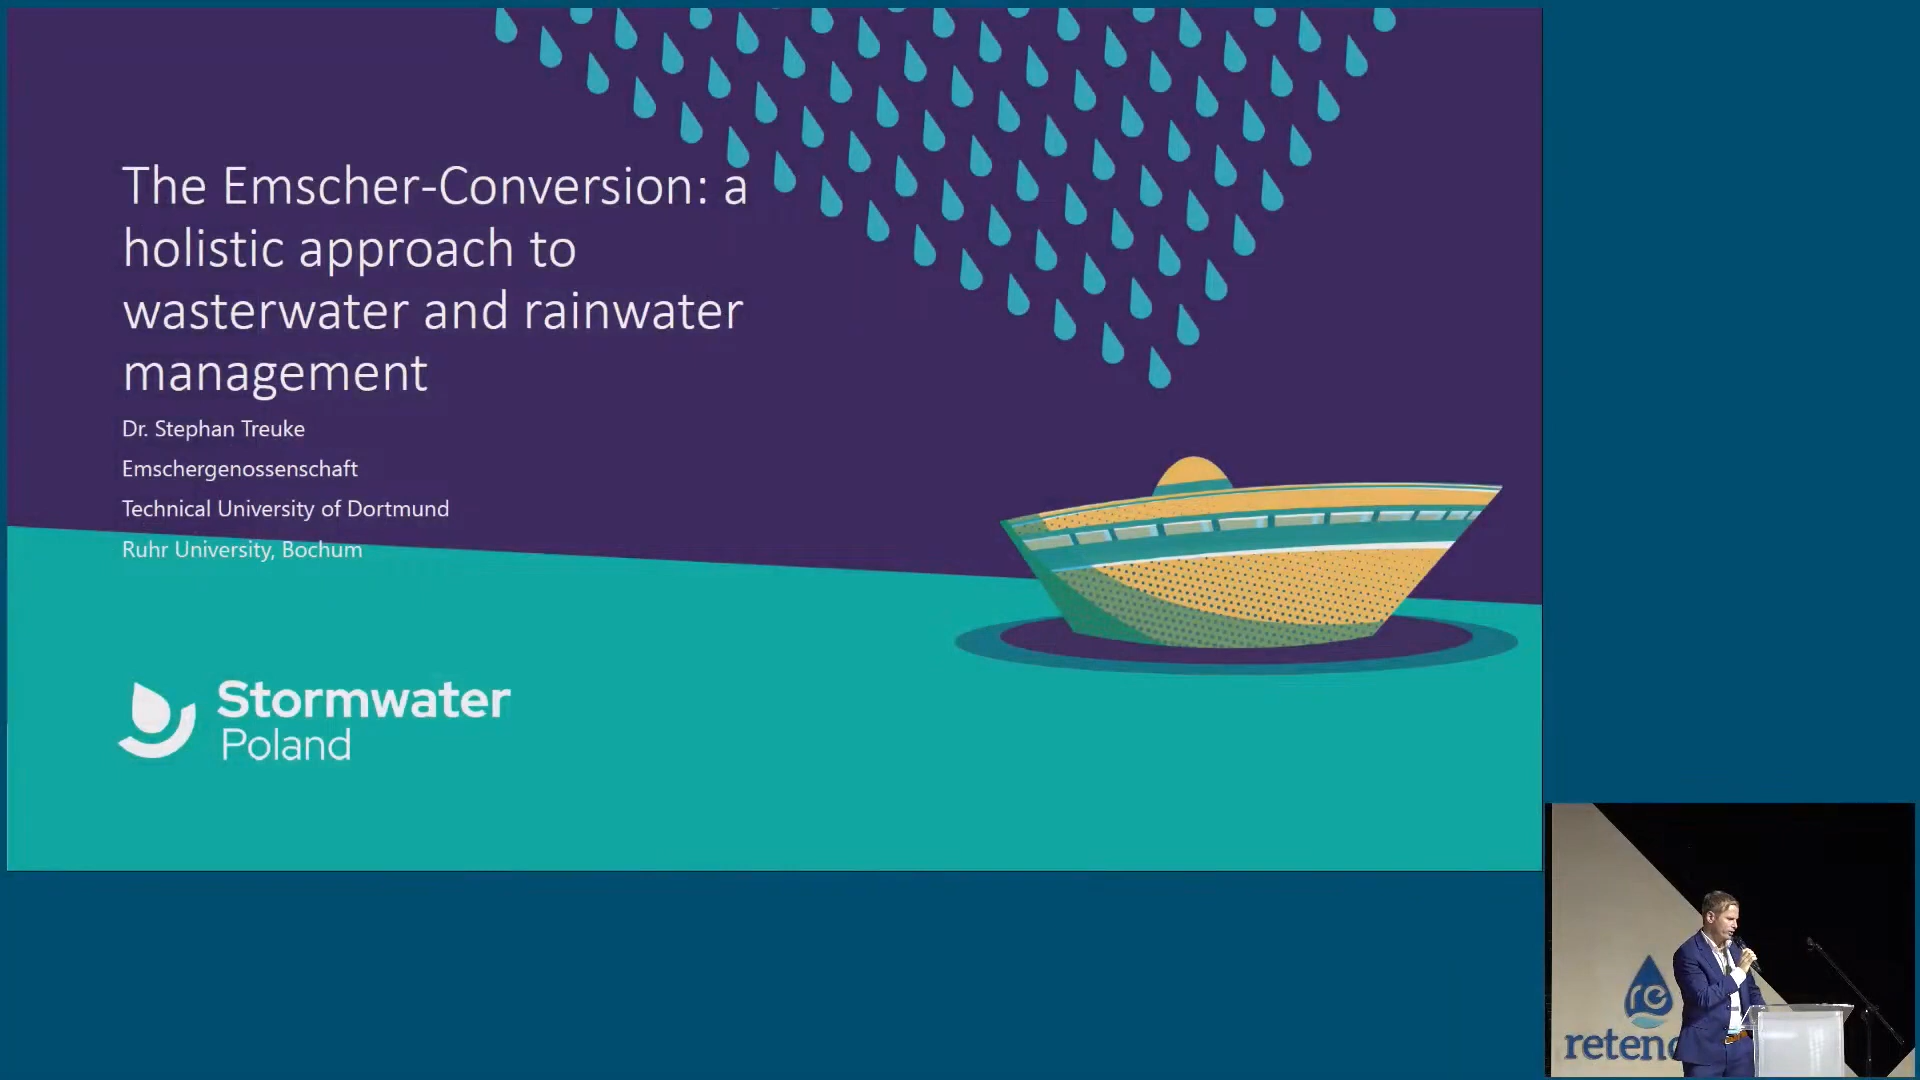 The Emscher-Conversion: a
holistic approach to
wasterwater and rainwater
management
Dr. Stephan Treuke
Emschergenossenschaft
Technical University of Dortmund
Ruhr University, Bochum
Stormwater
Poland
re
reten